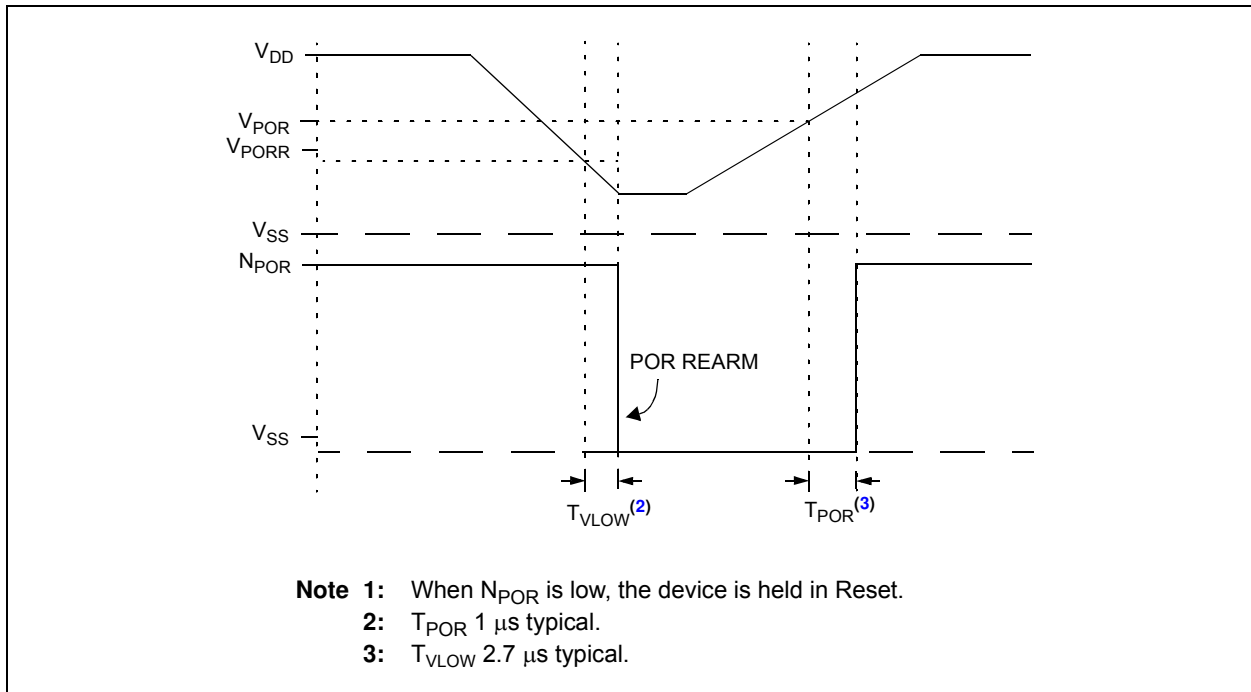 VDD
VPOR
VPORR
VSS
NPOR
POR REARM
VSS
TVLOW(2) TPOR(3)
Note 1: When NPOR is low, the device is held in Reset.
2: TPOR 1 μs typical.
3: TVLOW 2.7 μs typical.